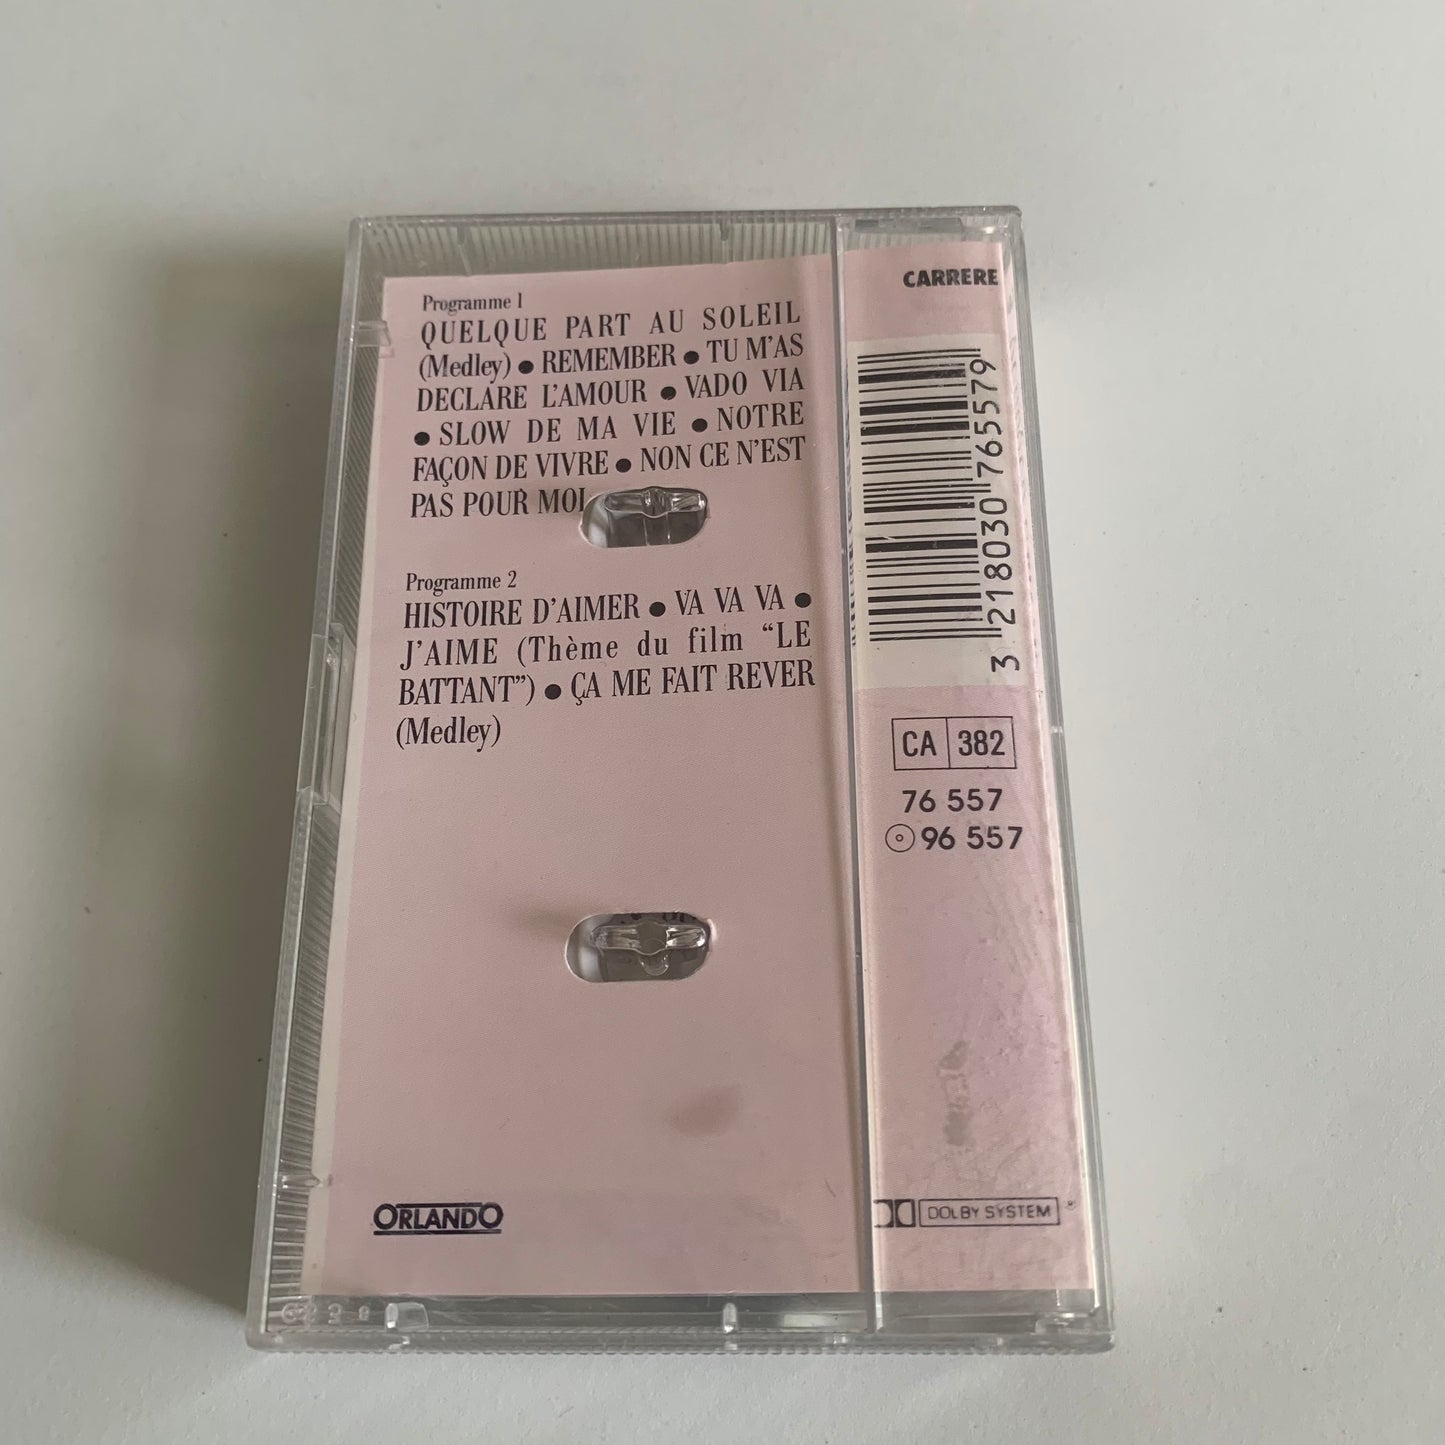 Programme 1
QUELQUE PART AU SOLEIL
(Medley) ● REMEMBER ● TU M'AS
DECLARE L'AMOUR ● VADO VIA
● SLOW DE MA VIE ● NOTRE
FAÇON DE VIVRE ● NON CE N'EST
PAS POUR MOI
Programme 2
HISTOIRE D'AIMER ● VA VA VA ●
J'AIME (Thème du film “LE
BATTANT”) ● ÇA ME FAIT REVER
(Medley)
ORLANDO
CARRERE
3 218030 765579
CA 382
76 557
96 557
DOLBY SYSTEM